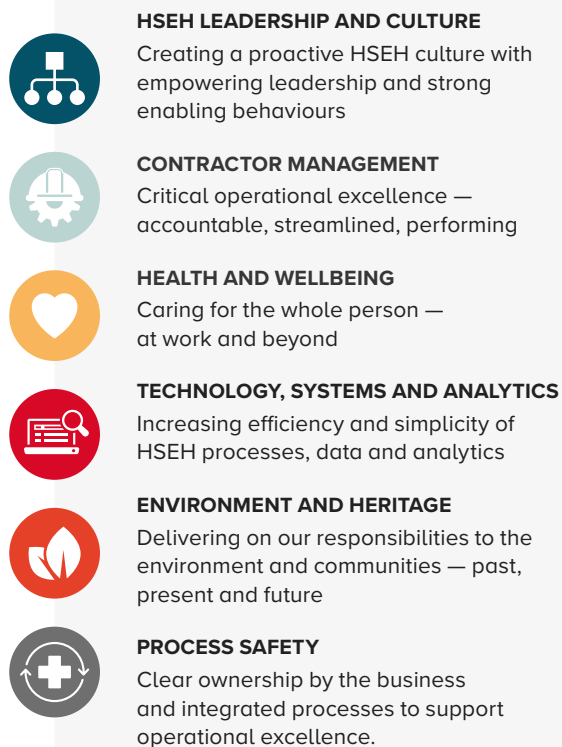 HSEH LEADERSHIP AND CULTURE
Creating a proactive HSEH culture with
empowering leadership and strong
enabling behaviours
CONTRACTOR MANAGEMENT
Critical operational excellence —
accountable, streamlined, performing
HEALTH AND WELLBEING
Caring for the whole person —
at work and beyond
TECHNOLOGY, SYSTEMS AND ANALYTICS
Increasing efficiency and simplicity of
HSEH processes, data and analytics
ENVIRONMENT AND HERITAGE
Delivering on our responsibilities to the
environment and communities — past,
present and future
PROCESS SAFETY
Clear ownership by the business
and integrated processes to support
operational excellence.